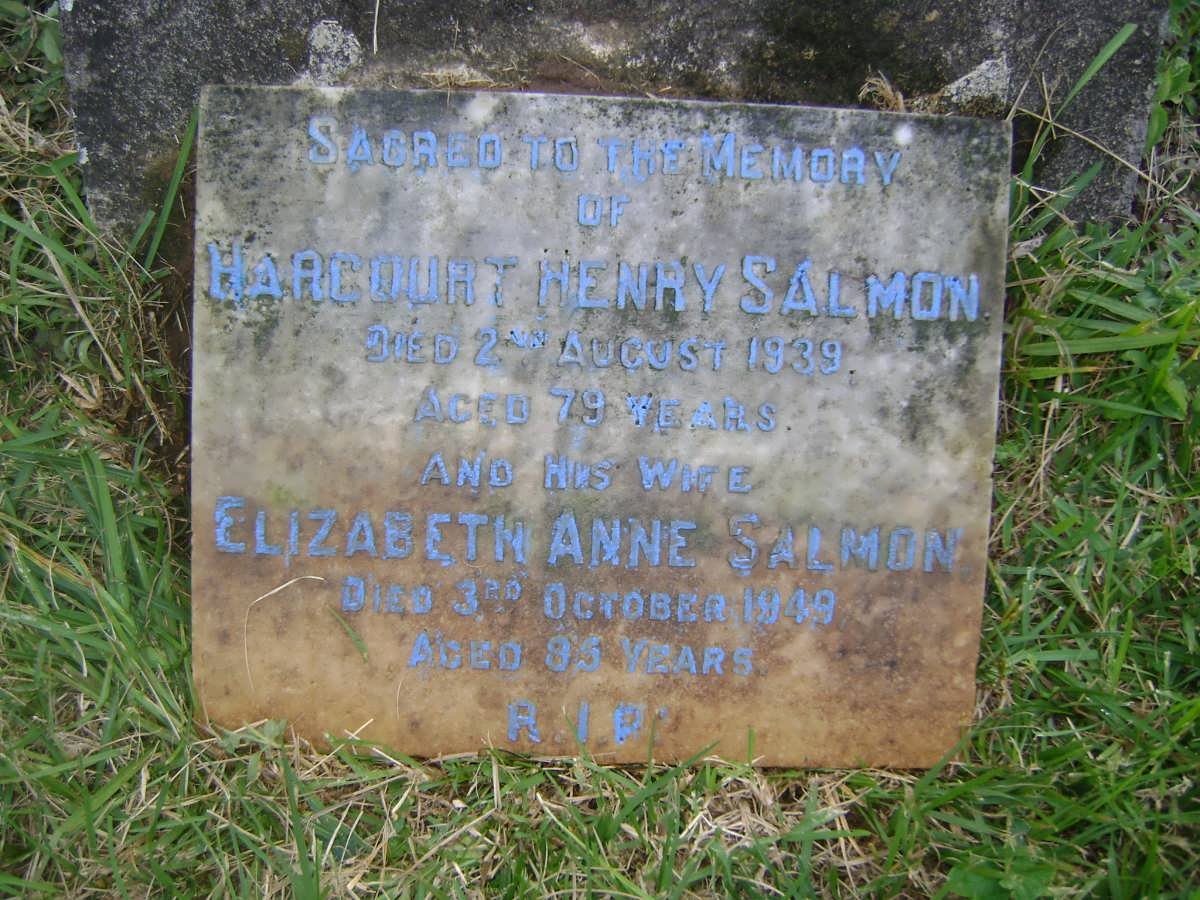 SACRED TO THE MEMORY
OF
HARCOURT HENRY SALMON.
DIED 2ND AUGUST 1939
AGED 79 YEARS
AND HIS WIFE
ELIZABETH ANNE SALMON.
DIED 3RD OCTOBER 1949
AGED 85 YEARS.
R.I.P.